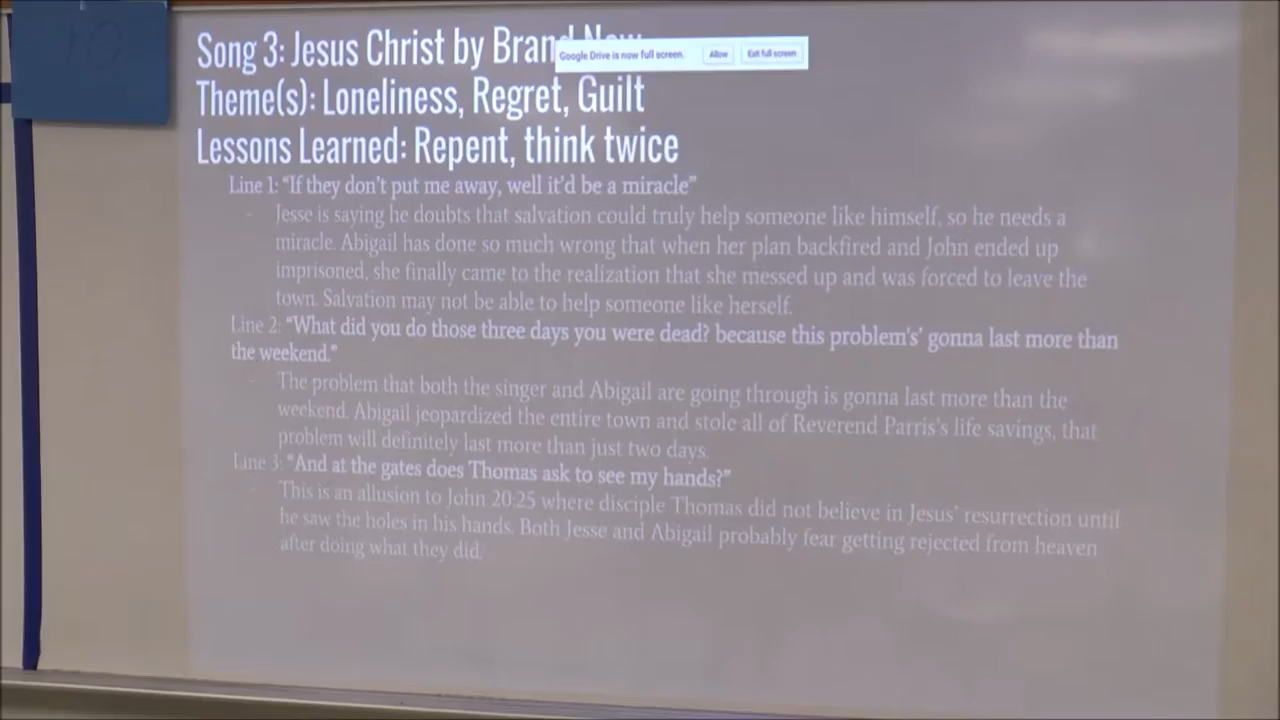 10
Song 3: Jesus Christ by Brand New
Google Drive is now full screen. Allow Exit full screen
Theme(s): Loneliness, Regret, Guilt
Lessons Learned: Repent, think twice
Line 1: “If they don’t put me away, well it’d be a miracle”
- Jesse is saying he doubts that salvation could truly help someone like himself, so he needs a
miracle. Abigail has done so much wrong that when her plan backfired and John ended up
imprisoned, she finally came to the realization that she messed up and was forced to leave the
town. Salvation may not be able to help someone like herself.
Line 2: “What did you do those three days you were dead? because this problem’s’ gonna last more than
the weekend.”
- The problem that both the singer and Abigail are going through is gonna last more than the
weekend. Abigail jeopardized the entire town and stole all of Reverend Parris’s life savings, that
problem will definitely last more than just two days.
Line 3: “And at the gates does Thomas ask to see my hands?”
- This is an allusion to John 20:25 where disciple Thomas did not believe in Jesus’ resurrection until
he saw the holes in his hands. Both Jesse and Abigail probably fear getting rejected from heaven
after doing what they did.